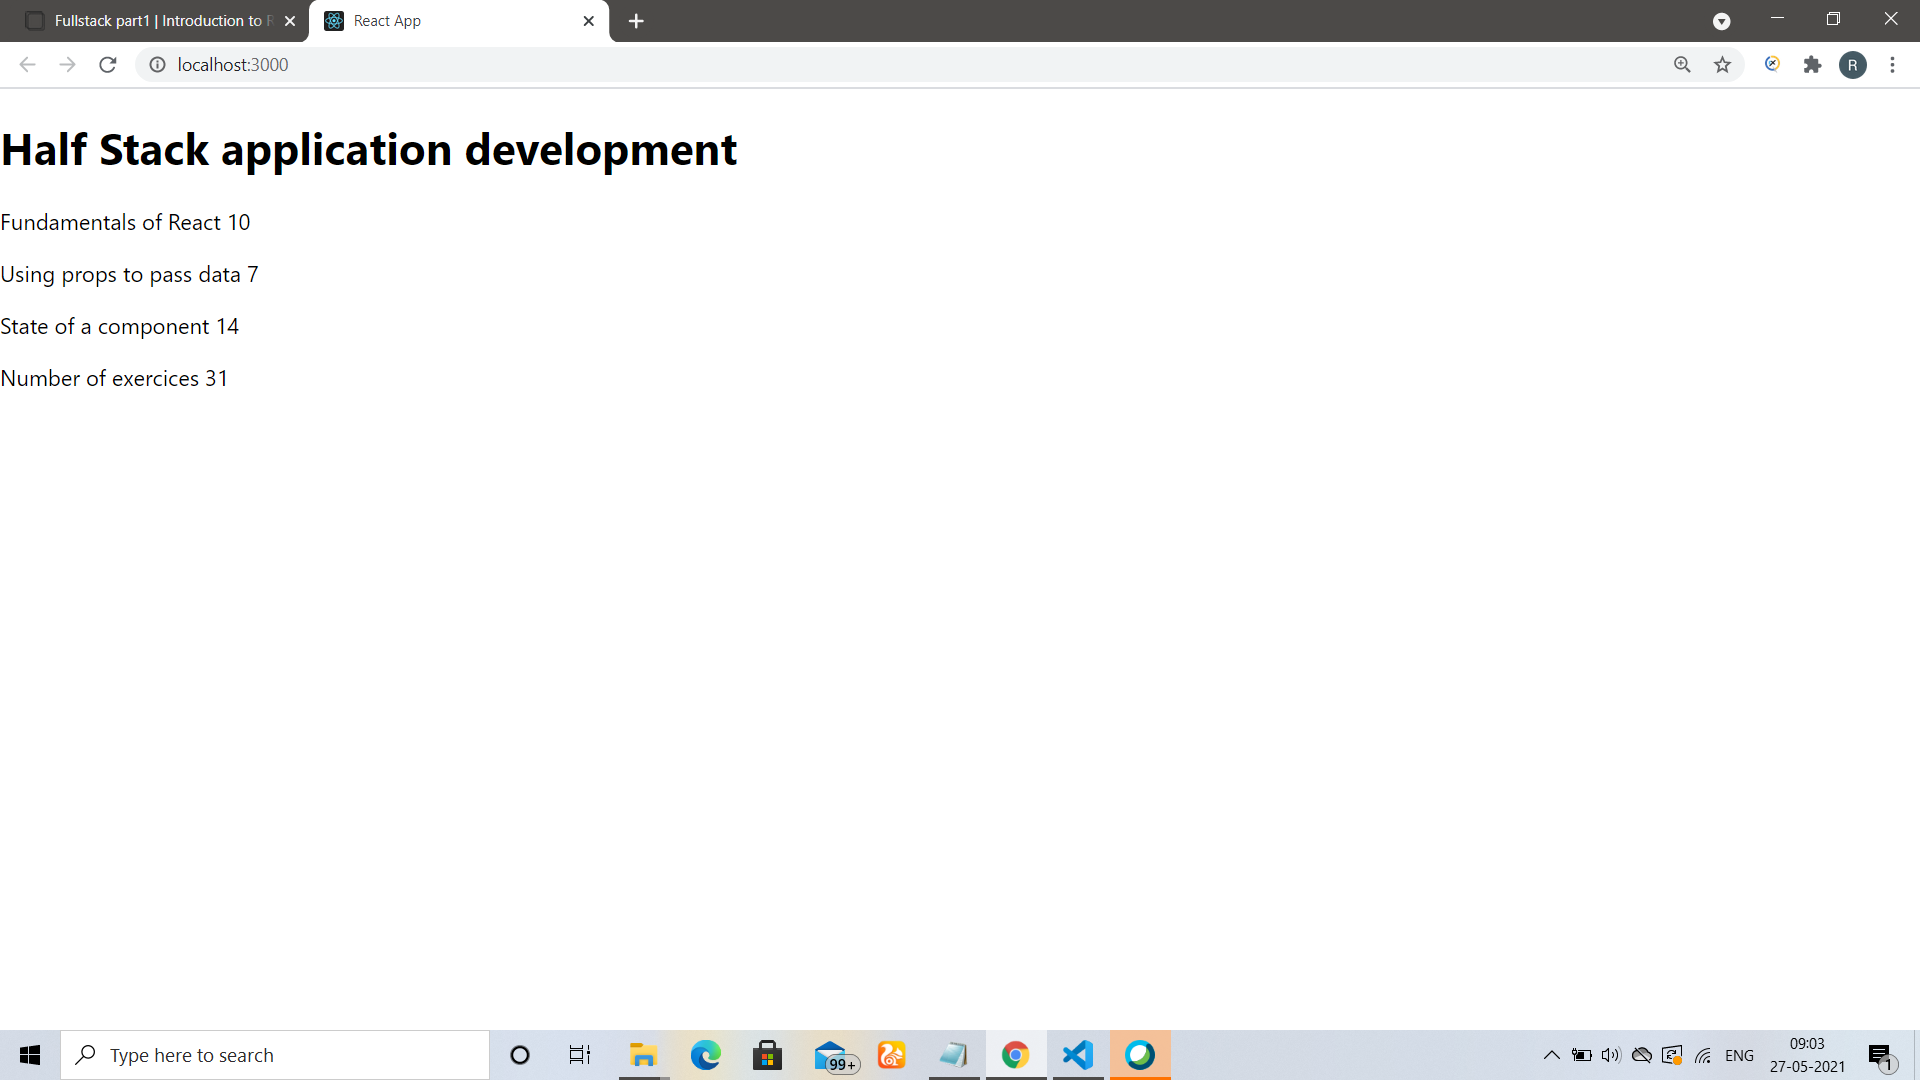 Fullstack part1 | Introduction to R
React App
localhost:3000
R
Half Stack application development
Fundamentals of React 10
Using props to pass data 7
State of a component 14
Number of exercices 31
Type here to search
99+
ENG
09:03
27-05-2021
1